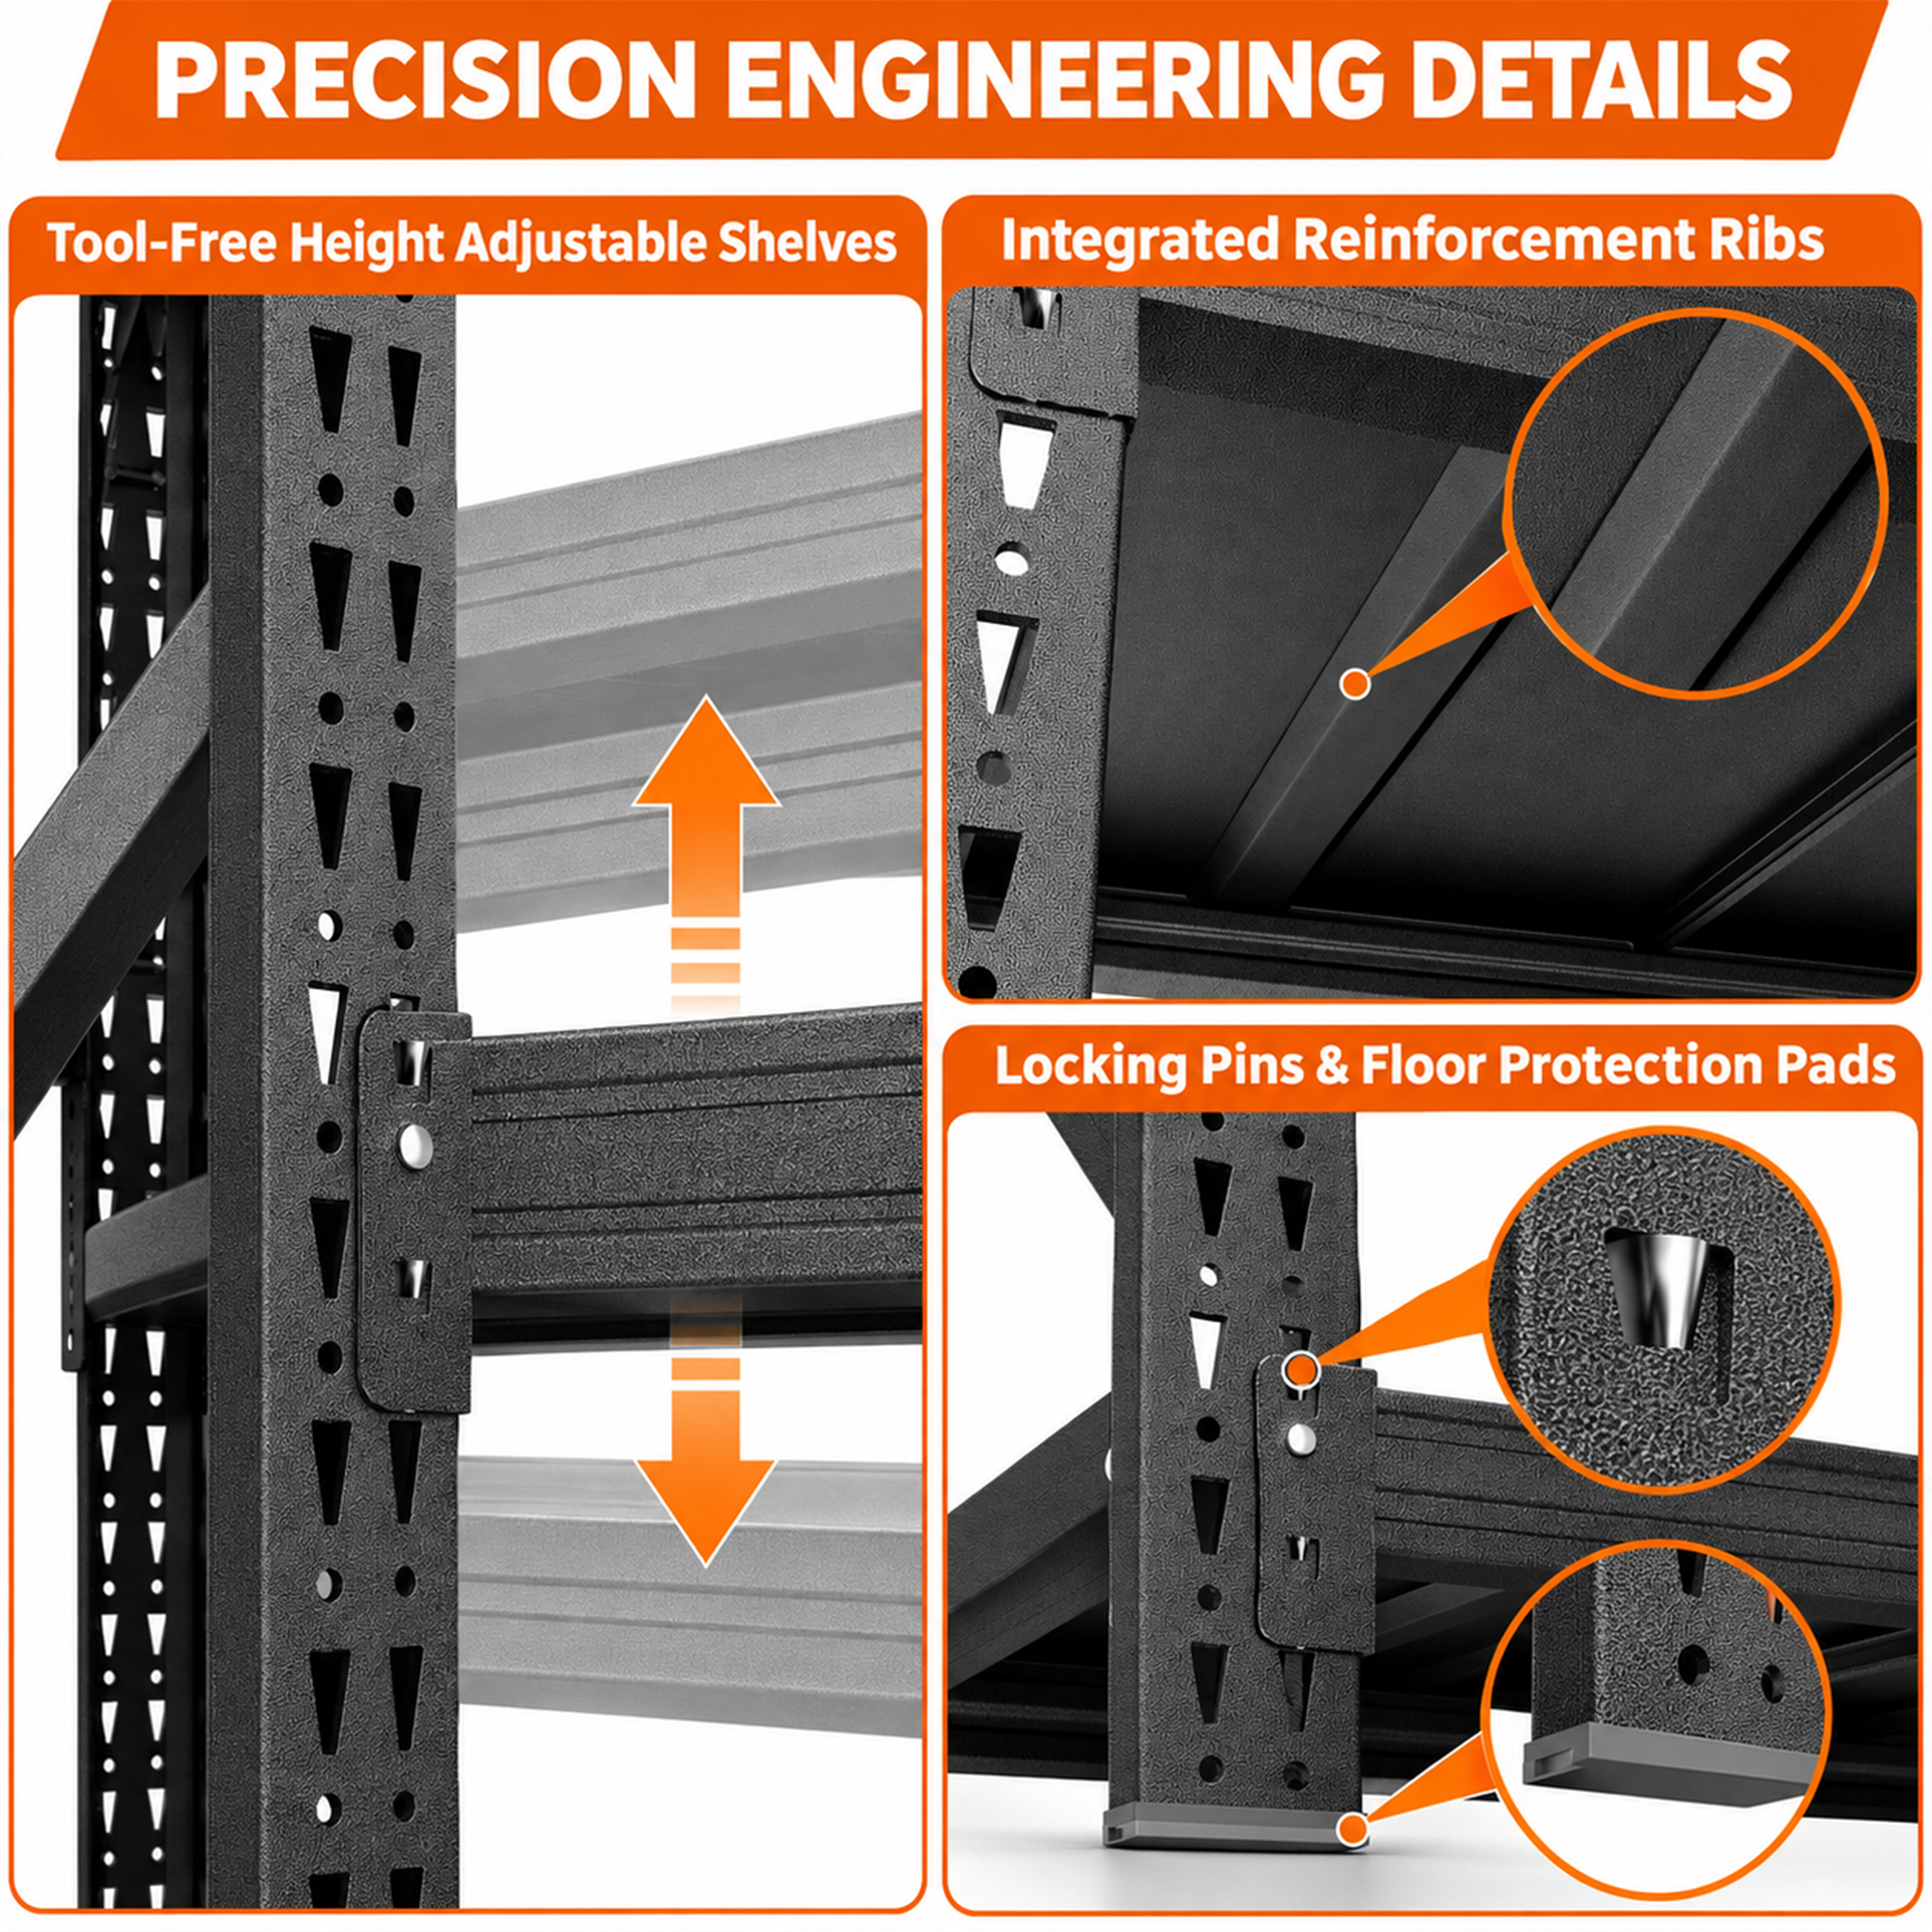 PRECISION ENGINEERING DETAILS
Tool-Free Height Adjustable Shelves
Integrated Reinforcement Ribs
Locking Pins & Floor Protection Pads